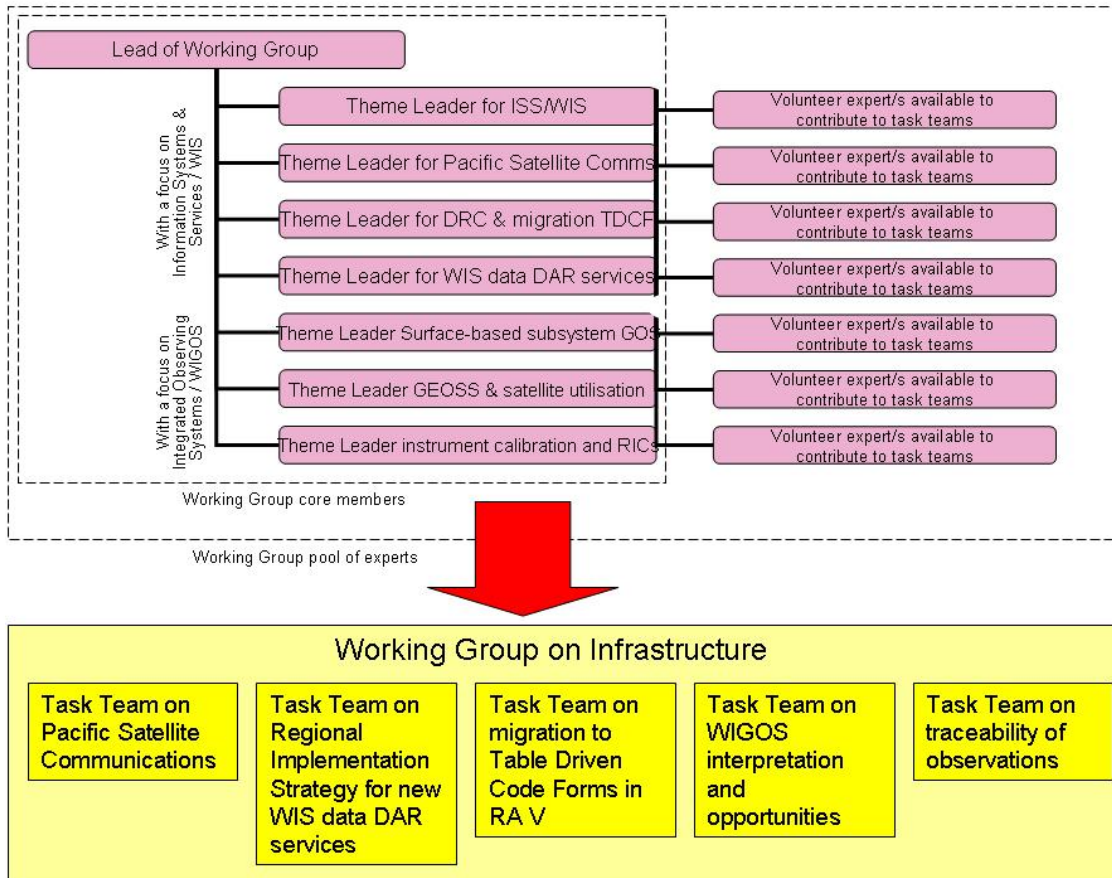 Lead of Working Group
With a focus on
Information Systems &
Services / WIS
Theme Leader for ISS/WIS
Volunteer expert/s available to
contribute to task teams
Theme Leader for Pacific Satellite Comms
Volunteer expert/s available to
contribute to task teams
Theme Leader for DRC & migration TDCF
Volunteer expert/s available to
contribute to task teams
Theme Leader for WIS data DAR services
Volunteer expert/s available to
contribute to task teams
With a focus on
Integrated Observing
Systems / WIGOS
Theme Leader Surface-based subsystem GOS
Volunteer expert/s available to
contribute to task teams
Theme Leader GEOSS & satellite utilisation
Volunteer expert/s available to
contribute to task teams
Theme Leader instrument calibration and RICs
Volunteer expert/s available to
contribute to task teams
Working Group core members
Working Group pool of experts
Working Group on Infrastructure
Task Team on
Pacific Satellite
Communications
Task Team on
Regional
Implementation
Strategy for new
WIS data DAR
services
Task Team on
migration to
Table Driven
Code Forms in
RA V
Task Team on
WIGOS
interpretation
and
opportunities
Task Team on
traceability of
observations